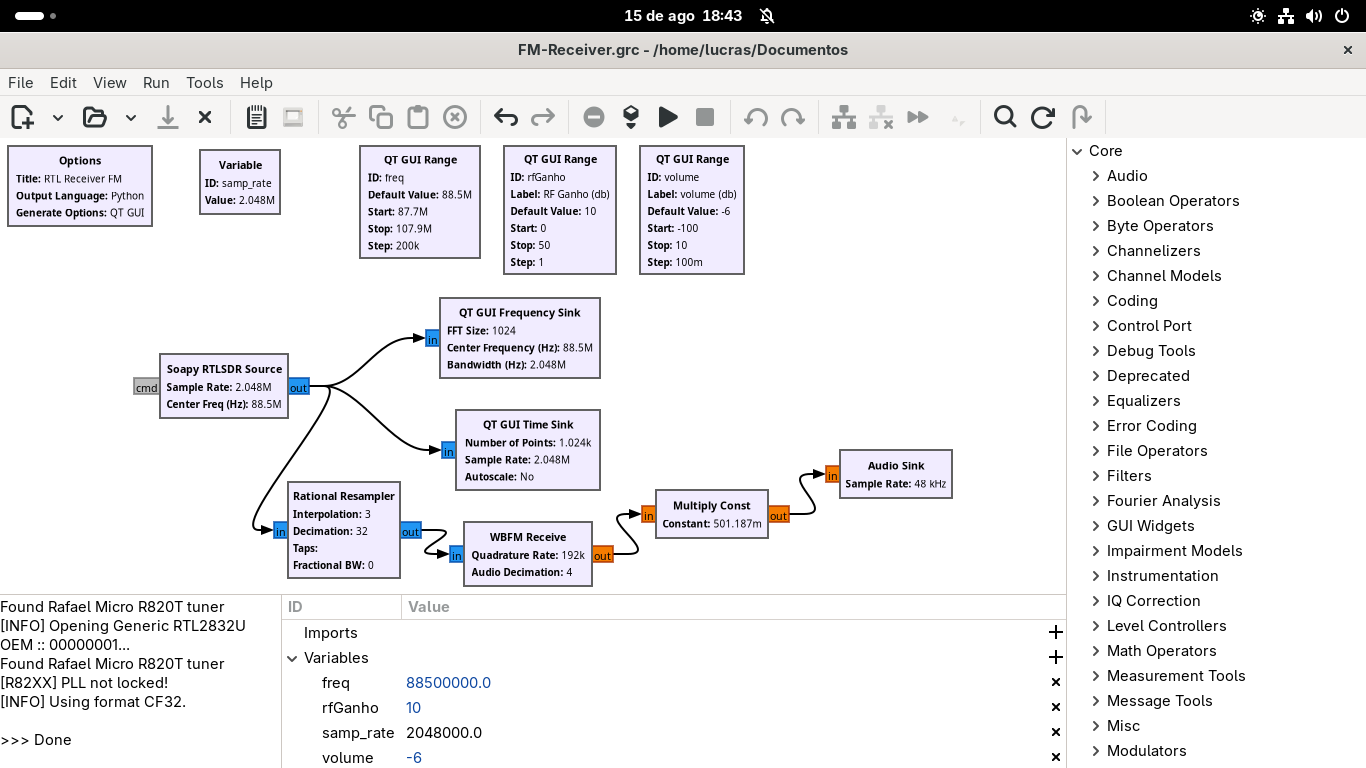 15 de ago 18:43
FM-Receiver.grc - /home/lucras/Documentos
File Edit View Run Tools Help
Options
Title: RTL Receiver FM
Output Language: Python
Generate Options: QT GUI
Variable
ID: samp_rate
Value: 2.048M
QT GUI Range
ID: freq
Default Value: 88.5M
Start: 87.7M
Stop: 107.9M
Step: 200k
QT GUI Range
ID: rfGanho
Label: RF Ganho (db)
Default Value: 10
Start: 0
Stop: 50
Step: 1
QT GUI Range
ID: volume
Label: volume (db)
Default Value: -6
Start: -100
Stop: 10
Step: 100m
QT GUI Frequency Sink
FFT Size: 1024
Center Frequency (Hz): 88.5M
Bandwidth (Hz): 2.048M
in
Soapy RTLSDR Source
Sample Rate: 2.048M
Center Freq (Hz): 88.5M
cmd
out
QT GUI Time Sink
Number of Points: 1.024k
Sample Rate: 2.048M
Autoscale: No
in
Rational Resampler
Interpolation: 3
Decimation: 32
Taps:
Fractional BW: 0
in
out
WBFM Receive
Quadrature Rate: 192k
Audio Decimation: 4
in
out
Multiply Const
Constant: 501.187m
in
out
Audio Sink
Sample Rate: 48 kHz
in
Found Rafael Micro R820T tuner
[INFO] Opening Generic RTL2832U
OEM :: 00000001...
Found Rafael Micro R820T tuner
[R82XX] PLL not locked!
[INFO] Using format CF32.
>>> Done
ID Value
Imports
Variables
freq 88500000.0
rfGanho 10
samp_rate 2048000.0
volume -6
Core
Audio
Boolean Operators
Byte Operators
Channelizers
Channel Models
Coding
Control Port
Debug Tools
Deprecated
Equalizers
Error Coding
File Operators
Filters
Fourier Analysis
GUI Widgets
Impairment Models
Instrumentation
IQ Correction
Level Controllers
Math Operators
Measurement Tools
Message Tools
Misc
Modulators